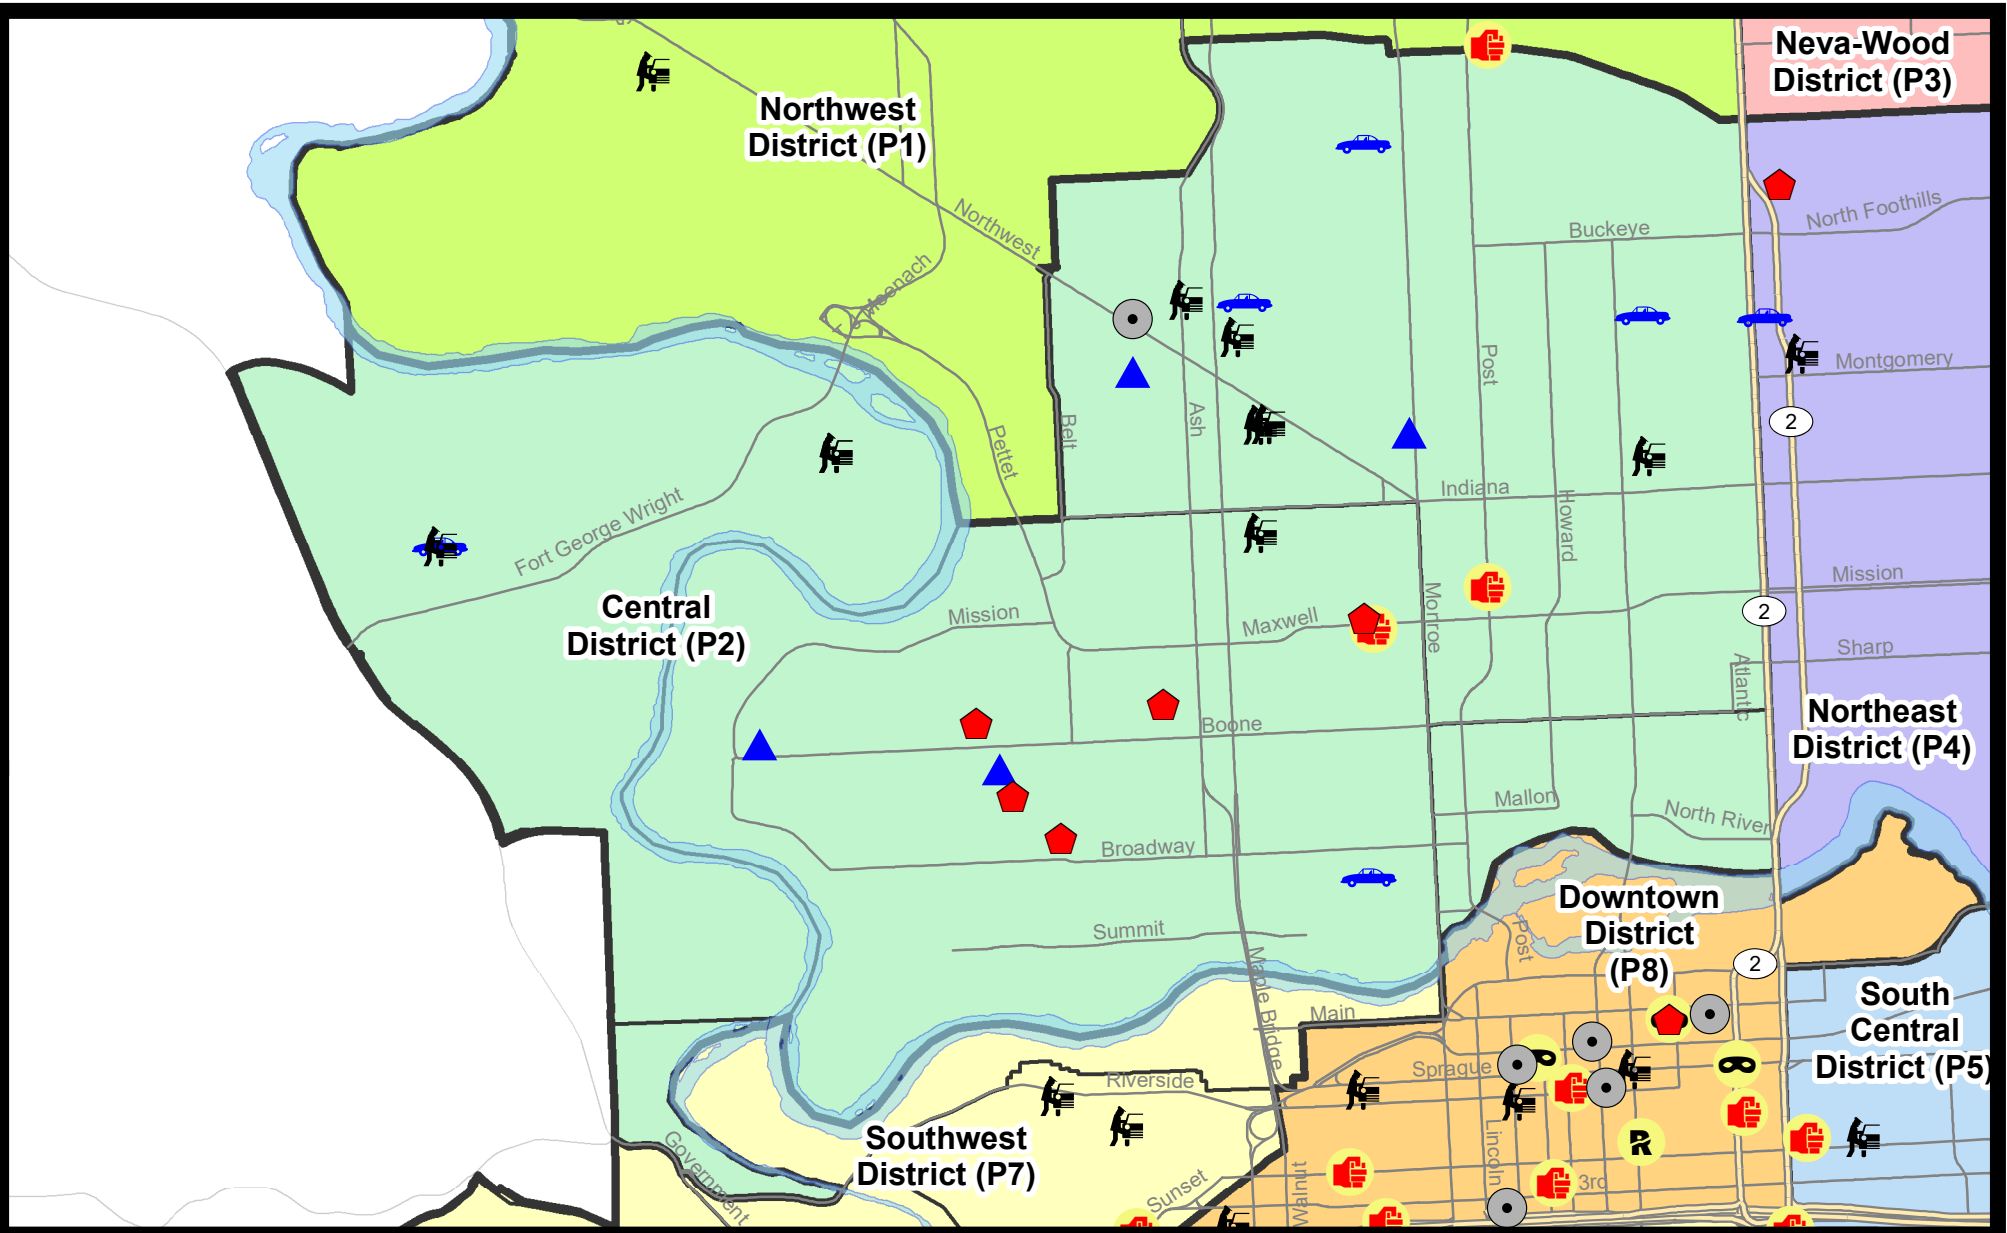 Neva-Wood
District (P3)
Northwest
District (P1)
North Foothills
Northwest
Buckeye
Meenach
Post
Montgomery
Ash
Belt
2
Pettet
Indiana
Howard
Fort George Wright
Mission
Central
District (P2)
Mission
Maxwell
Monroe
2
Sharp
Atlantic
Northeast
District (P4)
Boone
Mallon
North River
Broadway
Downtown
District
(P8)
Summit
Post
2
Maple Bridge
South
Central
District (P5)
Main
Sprague
Riverside
Southwest
District (P7)
Government
Lincoln
Sunset
Walnut
3rd
R